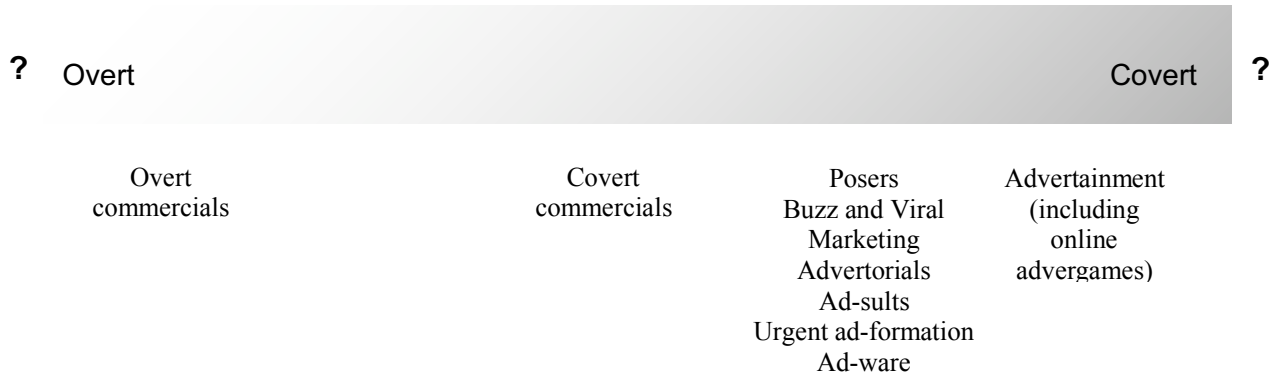 ? Overt Covert ?
Overt
commercials
Covert
commercials
Posers
Buzz and Viral
Marketing
Advertorials
Ad-sults
Urgent ad-formation
Ad-ware
Advertainment
(including
online
advergames)